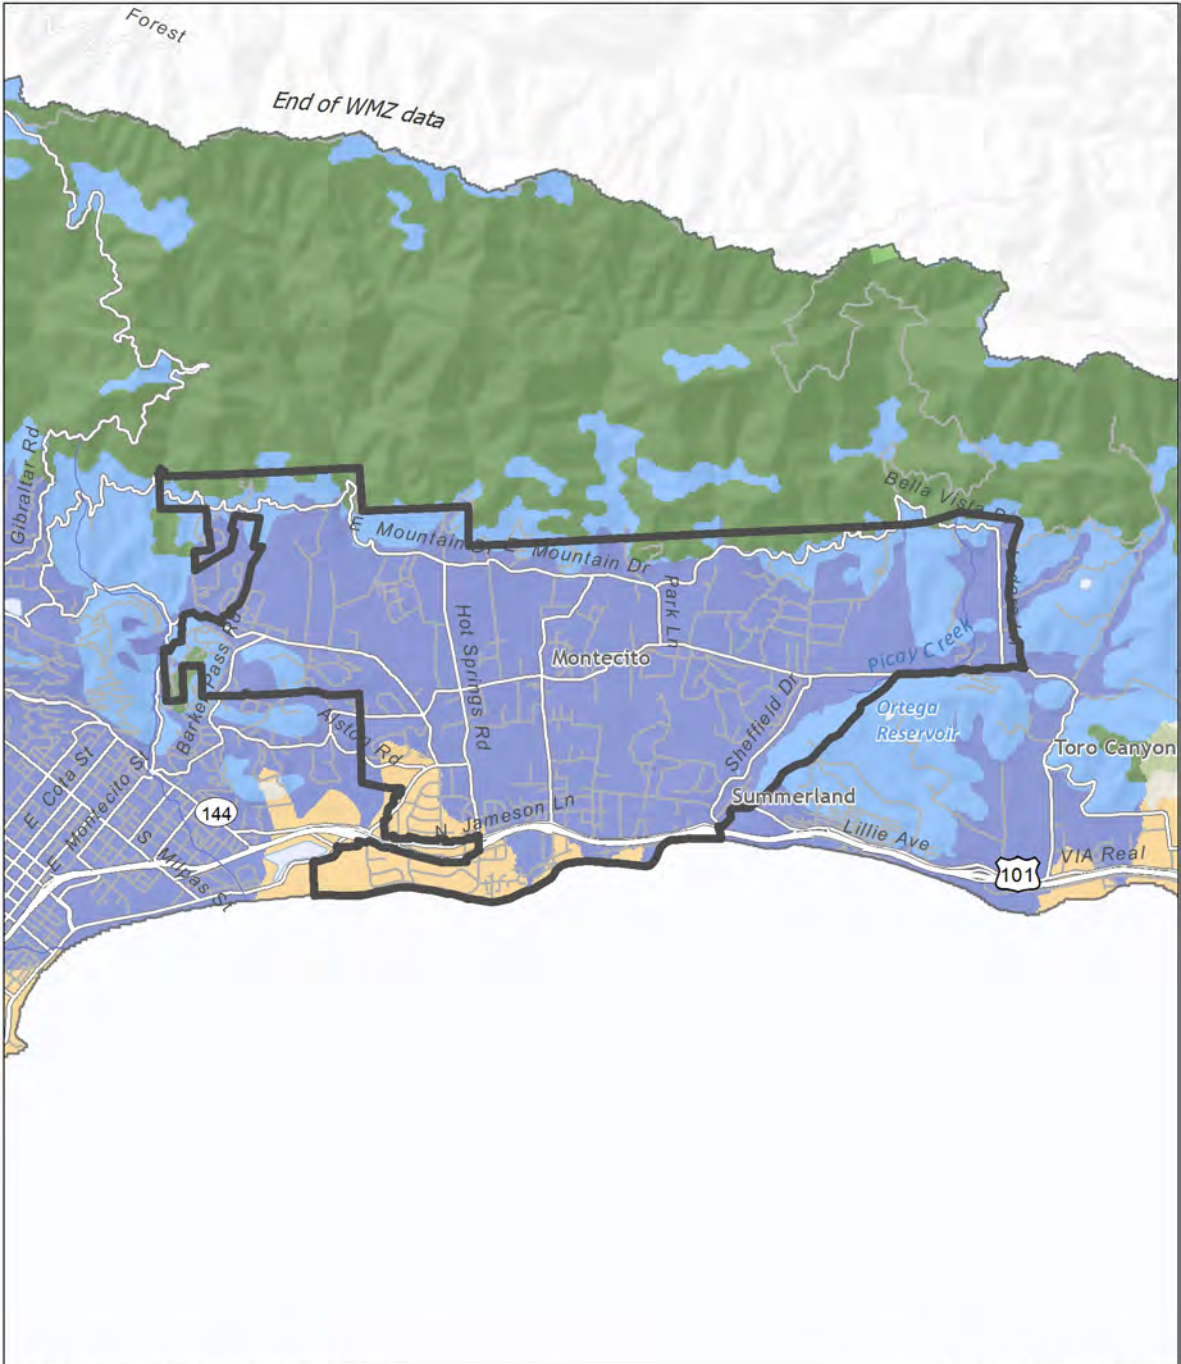 Forest
End of WMZ data
Gibraltar Rd
Bella Vista D
E Mountain Dr E Mountain Dr
Park Ln
Hot Springs Rd
Montecito
Picay Creek
Barker Pass Rd
Ortega
Reservoir
Sheffield Dr
Alston Rd
Toro Canyon
E Cota St
E Montecito St
Summerland
144
N Jameson Ln
Lillie Ave
S Milpas St
VIA Real
101